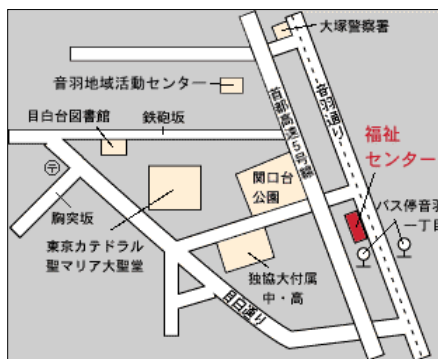 大塚警察署
音羽地域活動センター
目白台図書館
鉄砲坂
首都高速5号線
音羽通り
福祉
センター
関口台
公園
バス停音羽
一丁目
〒
胸突坂
東京カテドラル
聖マリア大聖堂
独協大付属
中・高
目白通り